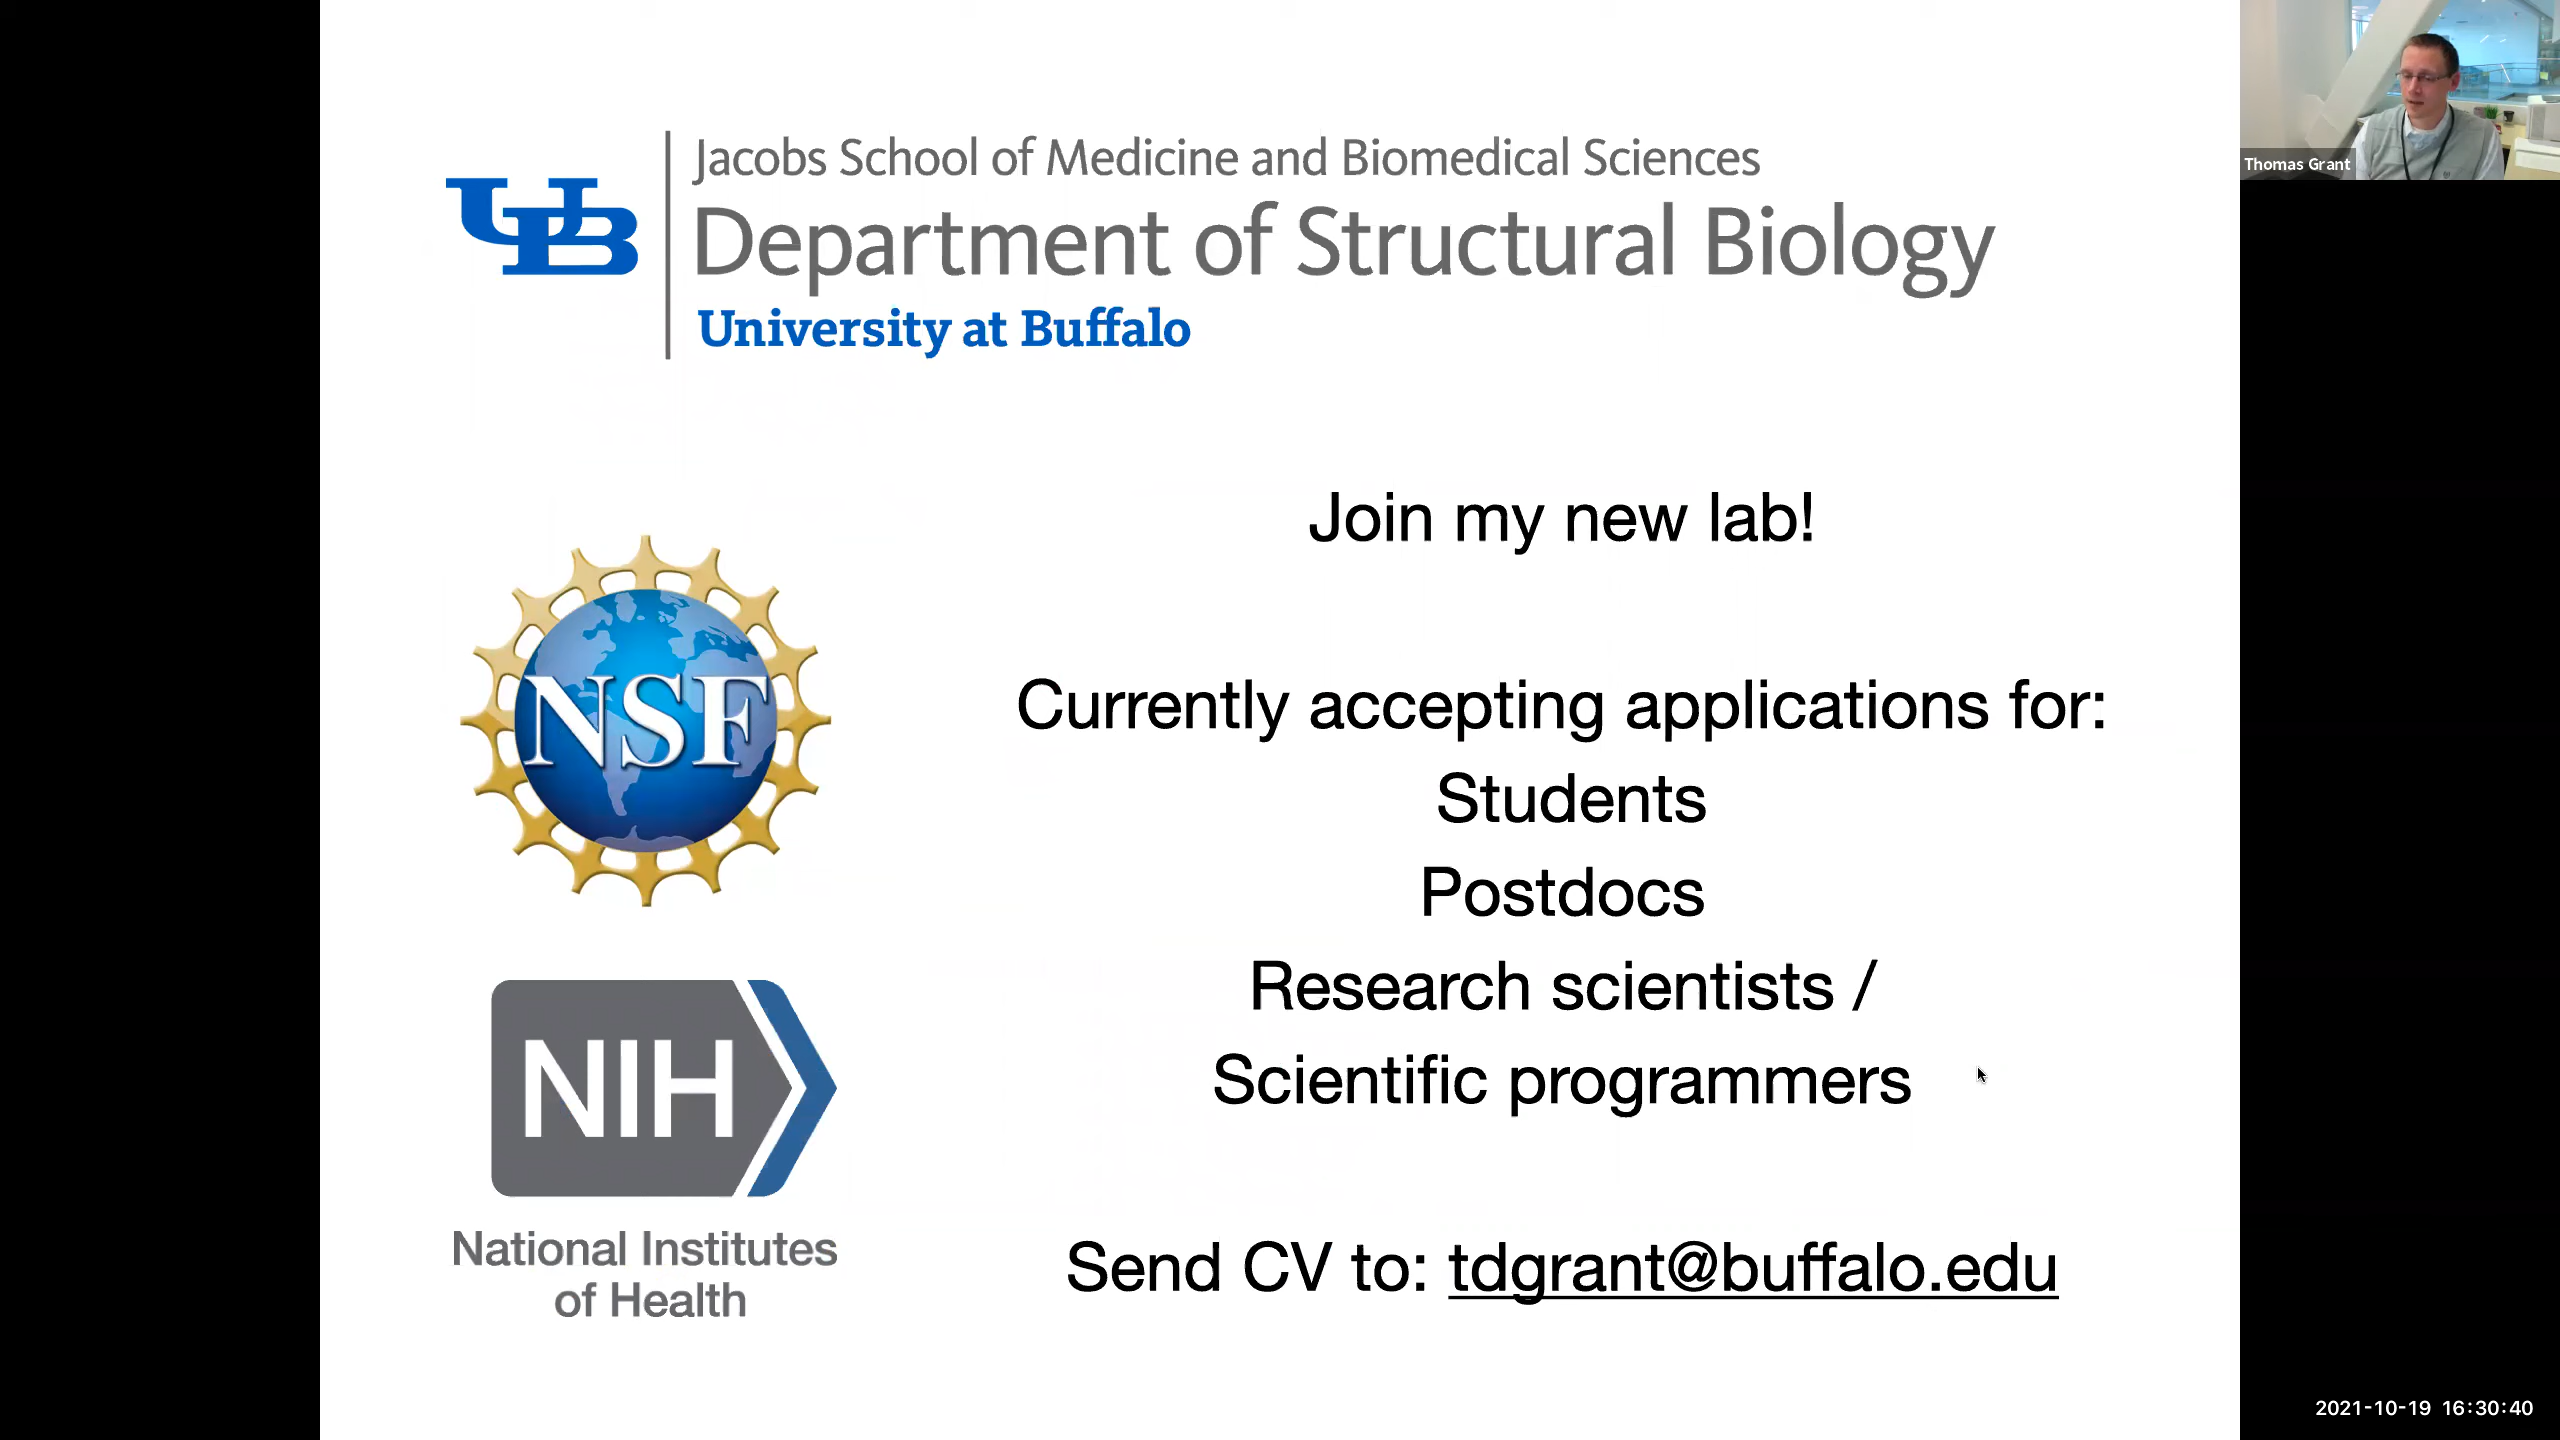 Jacobs School of Medicine and Biomedical Sciences
UB
Department of Structural Biology
University at Buffalo
Thomas Grant
Join my new lab!
NSF
Currently accepting applications for:
Students
Postdocs
Research scientists /
Scientific programmers
NIH
National Institutes
of Health
Send CV to: tdgrant@buffalo.edu
2021-10-19 16:30:40